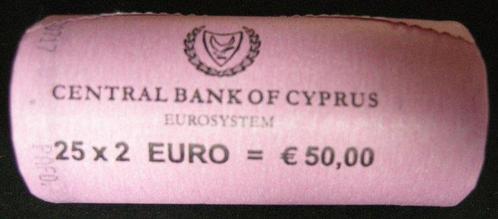 CENTRAL BANK OF CYPRUS
EUROSYSTEM
25 x 2 EURO = € 50,00